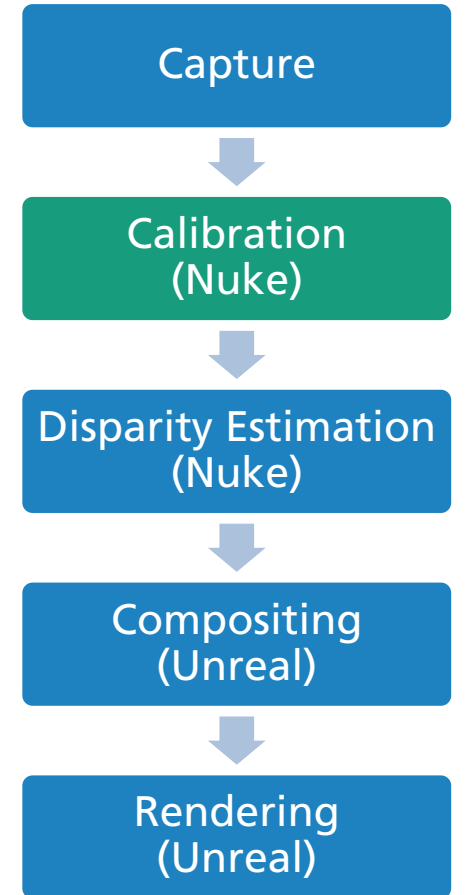 Capture
Calibration
(Nuke)
Disparity Estimation
(Nuke)
Compositing
(Unreal)
Rendering
(Unreal)